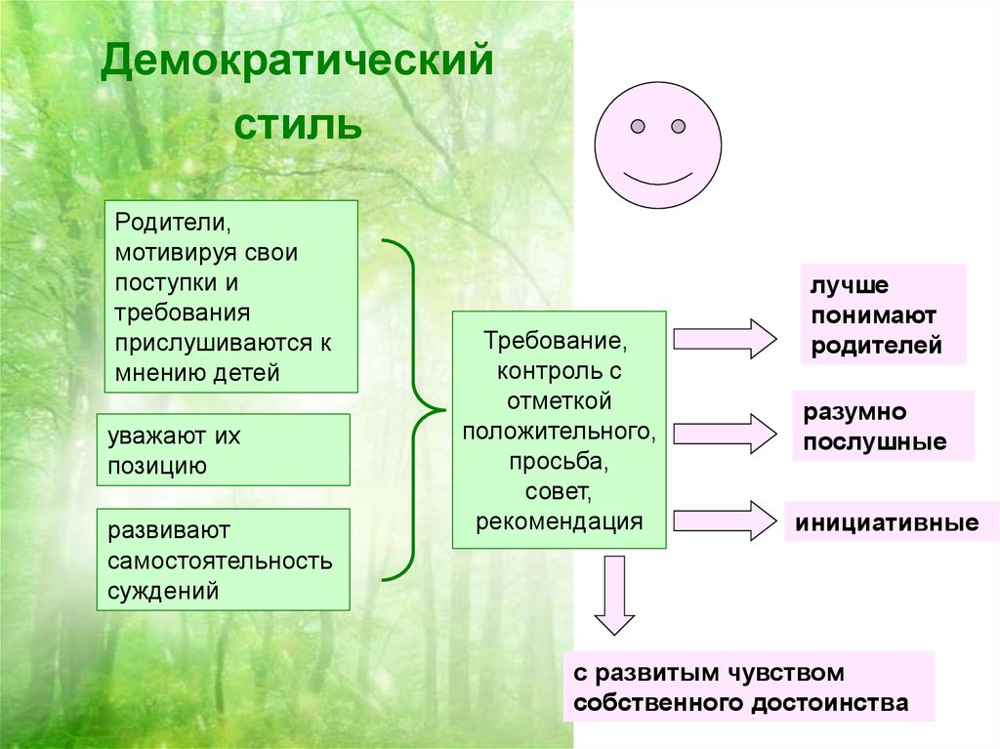 Демократический
стиль
Родители,
мотивируя свои
поступки и
требования
прислушиваются к
мнению детей
уважают их
позицию
развивают
самостоятельность
суждений
Требование,
контроль с
отметкой
положительного,
просьба,
совет,
рекомендация
лучше
понимают
родителей
разумно
послушные
инициативные
с развитым чувством
собственного достоинства